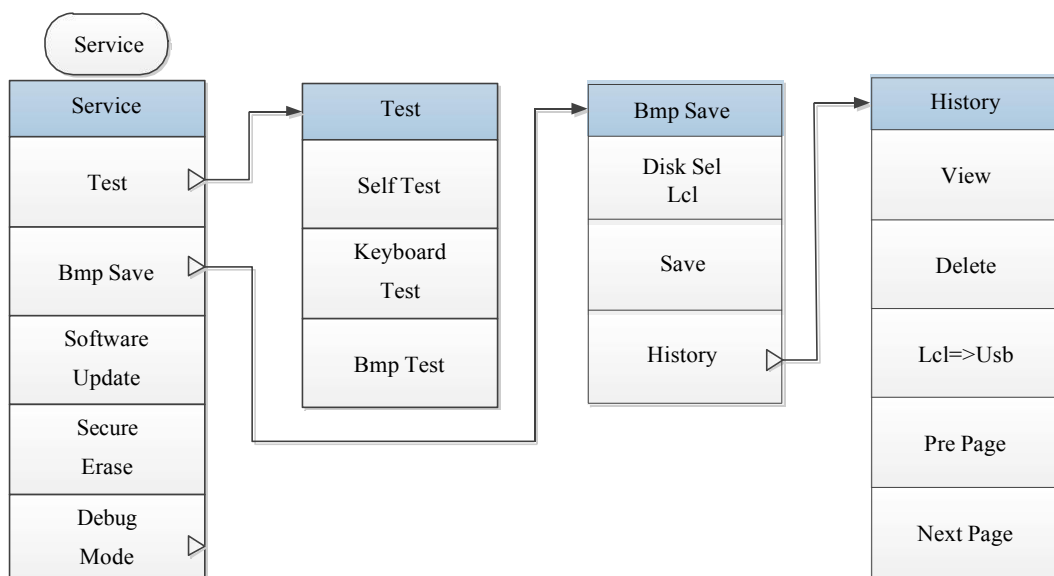 Service
Service
Test
Bmp Save
Software
Update
Secure
Erase
Debug
Mode
Test
Self Test
Keyboard
Test
Bmp Test
Bmp Save
Disk Sel
Lcl
Save
History
History
View
Delete
Lcl=>Usb
Pre Page
Next Page